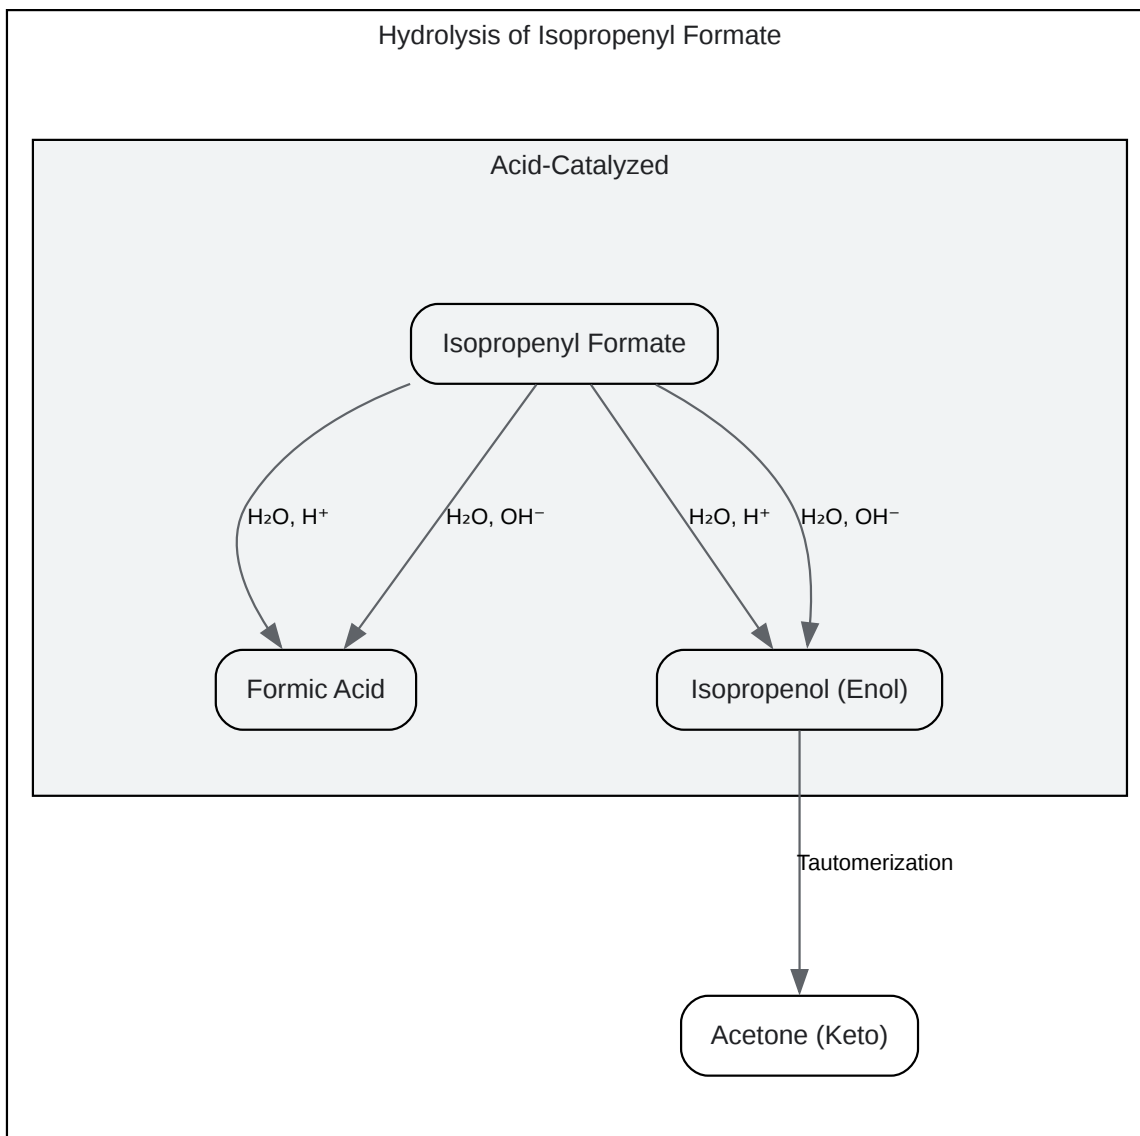 Hydrolysis of Isopropenyl Formate
Acid-Catalyzed
Isopropenyl Formate
H₂O, H⁺
H₂O, OH⁻
H₂O, H⁺
H₂O, OH⁻
Formic Acid
Isopropenol (Enol)
Tautomerization
Acetone (Keto)